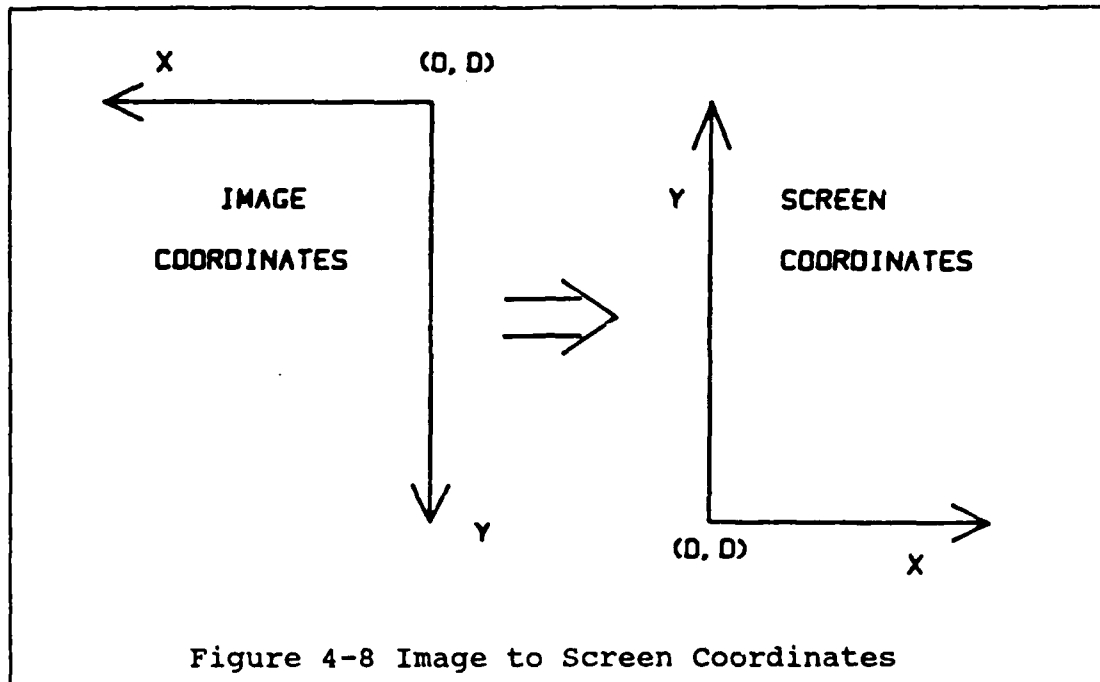 X (0,0)
IMAGE
COORDINATES
Y
Y SCREEN
COORDINATES
(0,0)
X
Figure 4-8 Image to Screen Coordinates